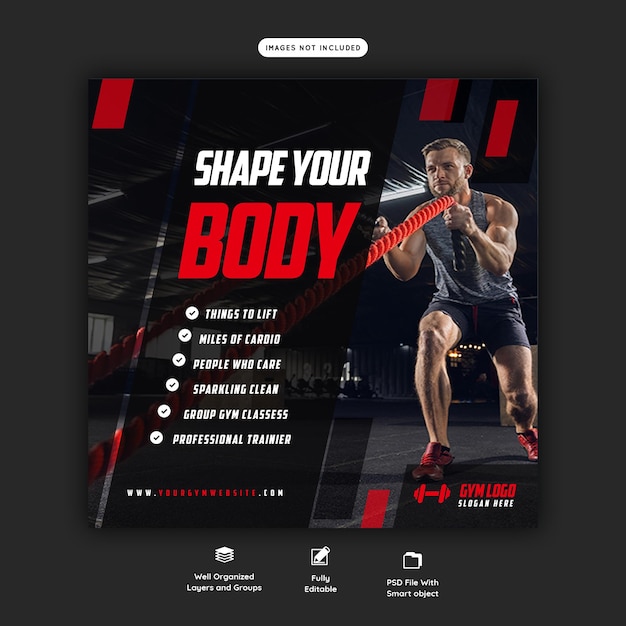 IMAGES NOT INCLUDED
SHAPE YOUR
BODY
THINGS TO LIFT
MILES OF CARDIO
PEOPLE WHO CARE
SPARKLING CLEAN
GROUP GYM CLASSESS
PROFESSIONAL TRAINIER
WWW.YOURGYMWEBSITE.COM
GYM LOGO
SLOGAN HERE
Well Organized
Layers and Groups
Fully
Editable
PSD File With
Smart object